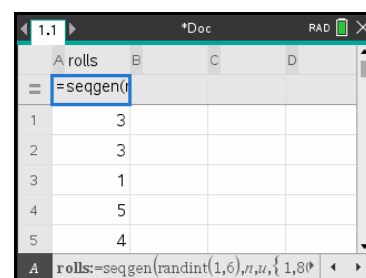 1.1 *Doc RAD
A rolls B C D
= =seqgen(r
1 3
2 3
3 1
4 5
5 4
A rolls:=seqgen(randint(1,6),n,u,{1,80